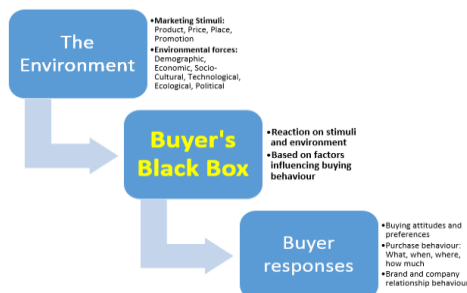 The
Environment
•Marketing Stimuli:
Product, Price, Place,
Promotion
•Environmental forces:
Demographic,
Economic, Socio-
Cultural, Technological,
Ecological, Political
Buyer's
Black Box
•Reaction on stimuli
and environment
•Based on factors
influencing buying
behaviour
Buyer
responses
•Buying attitudes and
preferences
•Purchase behaviour:
What, when, where,
how much
•Brand and company
relationship behaviour